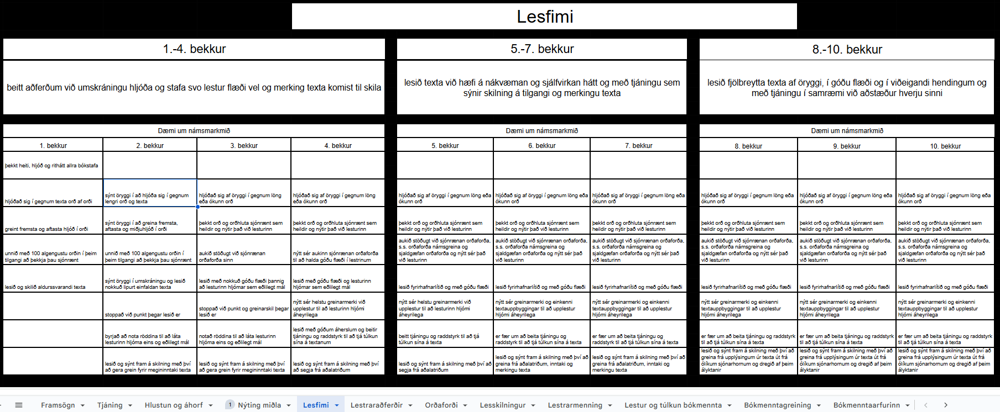 Lesfimi
1.-4. bekkur
5.-7. bekkur
8.-10. bekkur
beitt aðferðum við umskráningu hljóða og stafa svo lestur flæði vel og merking texta komist til skila
lesið texta við hæfi á nákvæman og sjálfvirkan hátt og með tjáningu sem
sýnir skilning á tilgangi og merkingu texta
lesið fjölbreytta texta af öryggi, í góðu flæði og í viðeigandi hendingum og
með tjáningu í samræmi við aðstæður hverju sinni
Dæmi um námsmarkmið
Dæmi um námsmarkmið
Dæmi um námsmarkmið
1. bekkur
2. bekkur
3. bekkur
4. bekkur
5. bekkur
6. bekkur
7. bekkur
8. bekkur
9. bekkur
10. bekkur
þekkt heiti, hljóð og rithátt allra bókstafa
hljóðað sig í gegnum texta orð af orði
sýnt öryggi í að hljóða sig í gegnum
lengri orð og texta
hljóðað sig af öryggi í gegnum löng
eða ókunn orð
hljóðað sig af öryggi í gegnum löng
eða ókunn orð
hljóðað sig af öryggi í gegnum löng eða
ókunn orð
hljóðað sig af öryggi í gegnum löng eða
ókunn orð
hljóðað sig af öryggi í gegnum löng eða
ókunn orð
hljóðað sig af öryggi í gegnum löng eða
ókunn orð
hljóðað sig af öryggi í gegnum löng eða
ókunn orð
hljóðað sig af öryggi í gegnum löng eða
ókunn orð
greint fremsta og aftasta hljóð í orði
sýnt öryggi í að greina fremsta,
aftasta og miðjuhljóð í orði
þekkt orð og orðhluta sjónrænt sem
heildir og nýtir það við lesturinn
þekkt orð og orðhluta sjónrænt sem
heildir og nýtir það við lesturinn
þekkt orð og orðhluta sjónrænt sem
heildir og nýtir það við lesturinn
þekkt orð og orðhluta sjónrænt sem
heildir og nýtir það við lesturinn
þekkt orð og orðhluta sjónrænt sem
heildir og nýtir það við lesturinn
þekkt orð og orðhluta sjónrænt sem
heildir og nýtir það við lesturinn
þekkt orð og orðhluta sjónrænt sem
heildir og nýtir það við lesturinn
þekkt orð og orðhluta sjónrænt sem
heildir og nýtir það við lesturinn
unnið með 100 algengustu orðin í þeim
tilgangi að þekkja þau sjónrænt
unnið með 100 algengustu orðin í
þeim tilgangi að þekkja þau sjónrænt
aukið stöðugt við sjónrænan
orðaforða sinn
nýtt sér aukinn sjónrænan orðaforða
til að halda góðu flæði í lestrinum
aukið stöðugt við sjónrænan orðaforða,
s.s. orðaforða námsgreina og
sjaldgæfan orðaforða og nýtt sér það
við lesturinn
aukið stöðugt við sjónrænan orðaforða,
s.s. orðaforða námsgreina og
sjaldgæfan orðaforða og nýtt sér það
við lesturinn
aukið stöðugt við sjónrænan orðaforða,
s.s. orðaforða námsgreina og
sjaldgæfan orðaforða og nýtt sér það
við lesturinn
aukið stöðugt við sjónrænan orðaforða,
s.s. orðaforða námsgreina og
sjaldgæfan orðaforða og nýtt sér það
við lesturinn
aukið stöðugt við sjónrænan orðaforða,
s.s. orðaforða námsgreina og
sjaldgæfan orðaforða og nýtt sér það
við lesturinn
aukið stöðugt við sjónrænan orðaforða,
s.s. orðaforða námsgreina og
sjaldgæfan orðaforða og nýtt sér það
við lesturinn
lesið og skilið aldurssvarandi texta
sýnt öryggi í umskráningu og lesið
nokkuð lipurt einfaldan texta
lesið með nokkuð góðu flæði þannig
að lesturinn hljómar sem eðlilegt mál
lesið með góðu flæði og lesturinn
hljómar sem eðlilegt mál
lesið fyrirhafnarlítið og með góðu flæði
lesið fyrirhafnarlítið og með góðu flæði
lesið fyrirhafnarlítið og með góðu flæði
lesið fyrirhafnarlítið og með góðu flæði
lesið fyrirhafnarlítið og með góðu flæði
lesið fyrirhafnarlítið og með góðu flæði
stoppað við punkt þegar lesið er
stoppað við punkt og greinarskil þegar
lesið er
nýtt sér helstu greinarmerki við
upplestur til að lesturinn hljómi
áheyrilega
nýtt sér helstu greinarmerki við
upplestur til að lesturinn hljómi
áheyrilega
nýtt sér greinarmerki og einkenni
textauppbyggingar til að upplestur
hljómi áheyrilega
nýtt sér greinarmerki og einkenni
textauppbyggingar til að upplestur
hljómi áheyrilega
nýtt sér greinarmerki og einkenni
textauppbyggingar til að upplestur
hljómi áheyrilega
nýtt sér greinarmerki og einkenni
textauppbyggingar til að upplestur
hljómi áheyrilega
nýtt sér greinarmerki og einkenni
textauppbyggingar til að upplestur
hljómi áheyrilega
byrjað að nota röddina til að láta
lesturinn hljóma eins og eðlilegt mál
notað röddina til að láta lesturinn
hljóma eins og eðlilegt mál
lesið með góðum áherslum og beitir
tjáningu og raddstyrk til að tjá túlkun
sína á textanum
beitt tjáningu og raddstyrk til að tjá
túlkun sína á texta
er fær um að beita tjáningu og
raddstyrk til að tjá túlkun sína á texta
er fær um að beita tjáningu og
raddstyrk til að tjá túlkun sína á texta
er fær um að beita tjáningu og raddstyrk
til að tjá túlkun sína á texta
er fær um að beita tjáningu og raddstyrk
til að tjá túlkun sína á texta
er fær um að beita tjáningu og raddstyrk
til að tjá túlkun sína á texta
lesið og sýnt fram á skilning með því
að gera grein fyrir megininntaki texta
lesið og sýnt fram á skilning með því
að gera grein fyrir megininntaki texta
lesið og sýnt fram á skilning með því
að segja frá aðalatriðum
lesið og sýnt fram á skilning með því að
segja frá aðalatriðum
lesið og sýnt fram á skilning með því að
greina frá aðalatriðum, inntaki og
merkingu texta
lesið og sýnt fram á skilning með því að
greina frá aðalatriðum, inntaki og
merkingu texta
lesið og sýnt fram á skilning með því að
greina frá upplýsingum úr texta út frá
ólíkum sjónarhornum og dregið af þeim
ályktanir
lesið og sýnt fram á skilning með því að
greina frá upplýsingum úr texta út frá
ólíkum sjónarhornum og dregið af þeim
ályktanir
lesið og sýnt fram á skilning með því að
greina frá upplýsingum úr texta út frá
ólíkum sjónarhornum og dregið af þeim
ályktanir
Framsögn Tjáning Hlustun og áhorf 1 Nýting miðla Lesfimi Lestraraðferðir Orðaforði Lesskilningur Lestrarmenning Lestur og túlkun bókmennta Bókmenntagreining Bókmenntaarfurinn